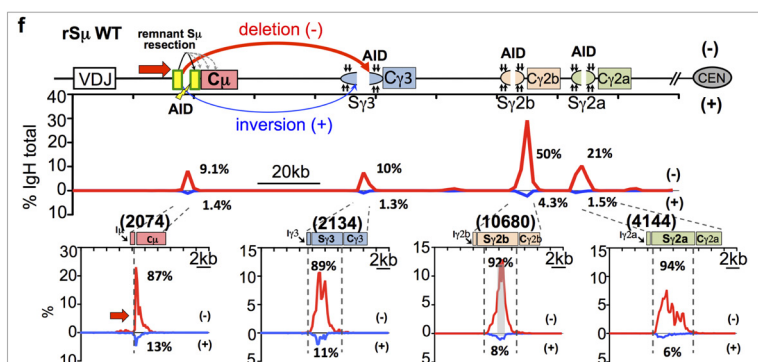 f
rSμ WT
remnant Sμ
resection
deletion (-)
AID
AID
AID
(-)
VDJ
Cμ
Cγ3
Cγ2b
Cγ2a
CEN
AID
inversion (+)
Sγ3
Sγ2b
Sγ2a
(+)
% IgH total
40
30
20
10
0
10
9.1%
20kb
10%
50%
21%
(-)
(+)
1.4%
1.3%
4.3%
1.5%
(2074)
(2134)
(10680)
(4144)
Iμ
Cμ
2kb
Iγ3
Sγ3
Cγ3
2kb
Iγ2b
Sγ2b
Cγ2b
2kb
Iγ2a
Sγ2a
Cγ2a
2kb
%
30
20
10
0
10
87%
(-)
(+)
13%
15
10
5
0
5
89%
(-)
(+)
11%
15
10
5
0
5
92%
(-)
(+)
8%
15
10
5
0
5
94%
(-)
(+)
6%